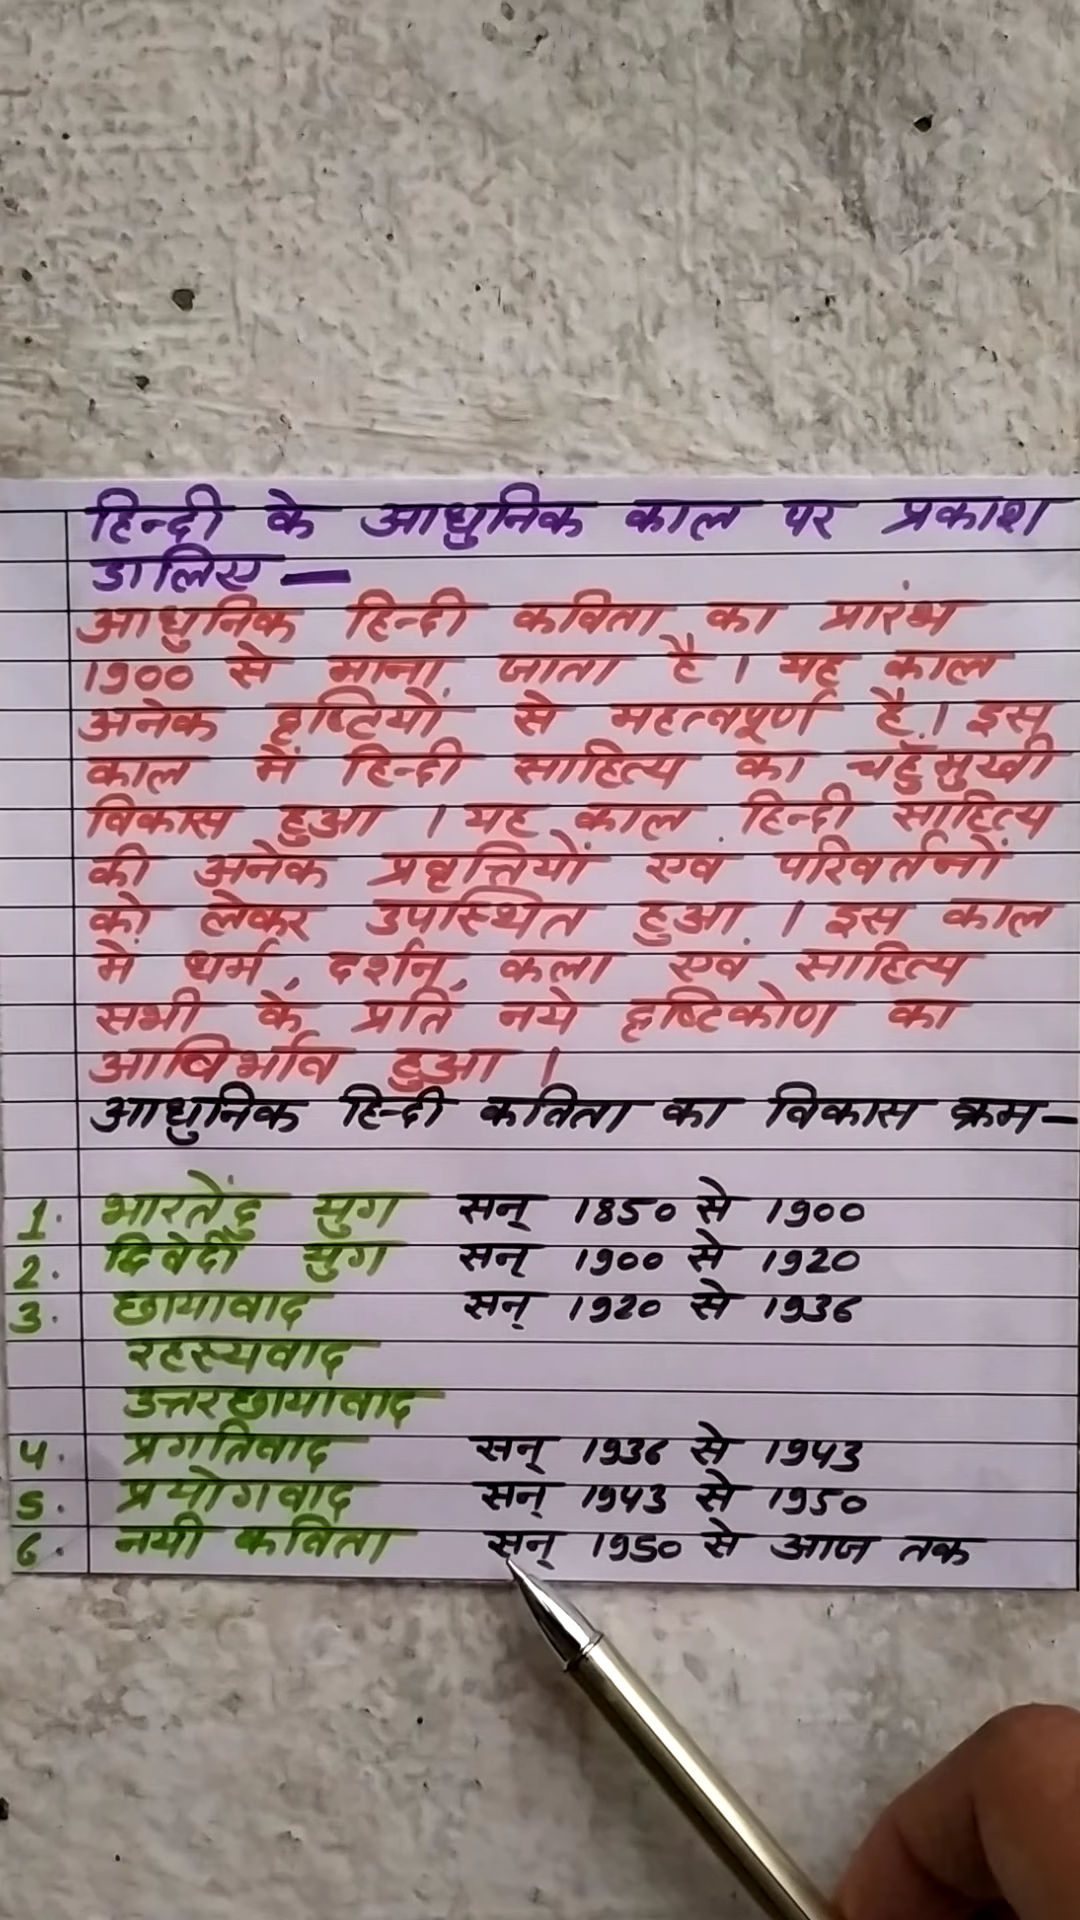 हिन्दी के आधुनिक काल पर प्रकाश
डालिए —
आधुनिक हिन्दी कविता का प्रारंभ
1900 से माना जाता है। यह काल
अनेक दृष्टियों से महत्वपूर्ण है। इस
काल में हिन्दी साहित्य का चहुँमुखी
विकास हुआ । यह काल हिन्दी साहित्य
की अनेक प्रवृत्तियों एवं परिवर्तनों
को लेकर उपस्थित हुआ । इस काल
में धर्म, दर्शन, कला एवं साहित्य
सभी के प्रति नये दृष्टिकोण का
आविर्भाव हुआ ।
आधुनिक हिन्दी कविता का विकास क्रम—
1. भारतेंदु युग सन् 1850 से 1900
2. द्विवेदी युग सन् 1900 से 1920
3. छायावाद सन् 1920 से 1936
रहस्यवाद
उत्तरछायावाद
4. प्रगतिवाद सन् 1936 से 1943
5. प्रयोगवाद सन् 1943 से 1950
6. नयी कविता सन् 1950 से आज तक